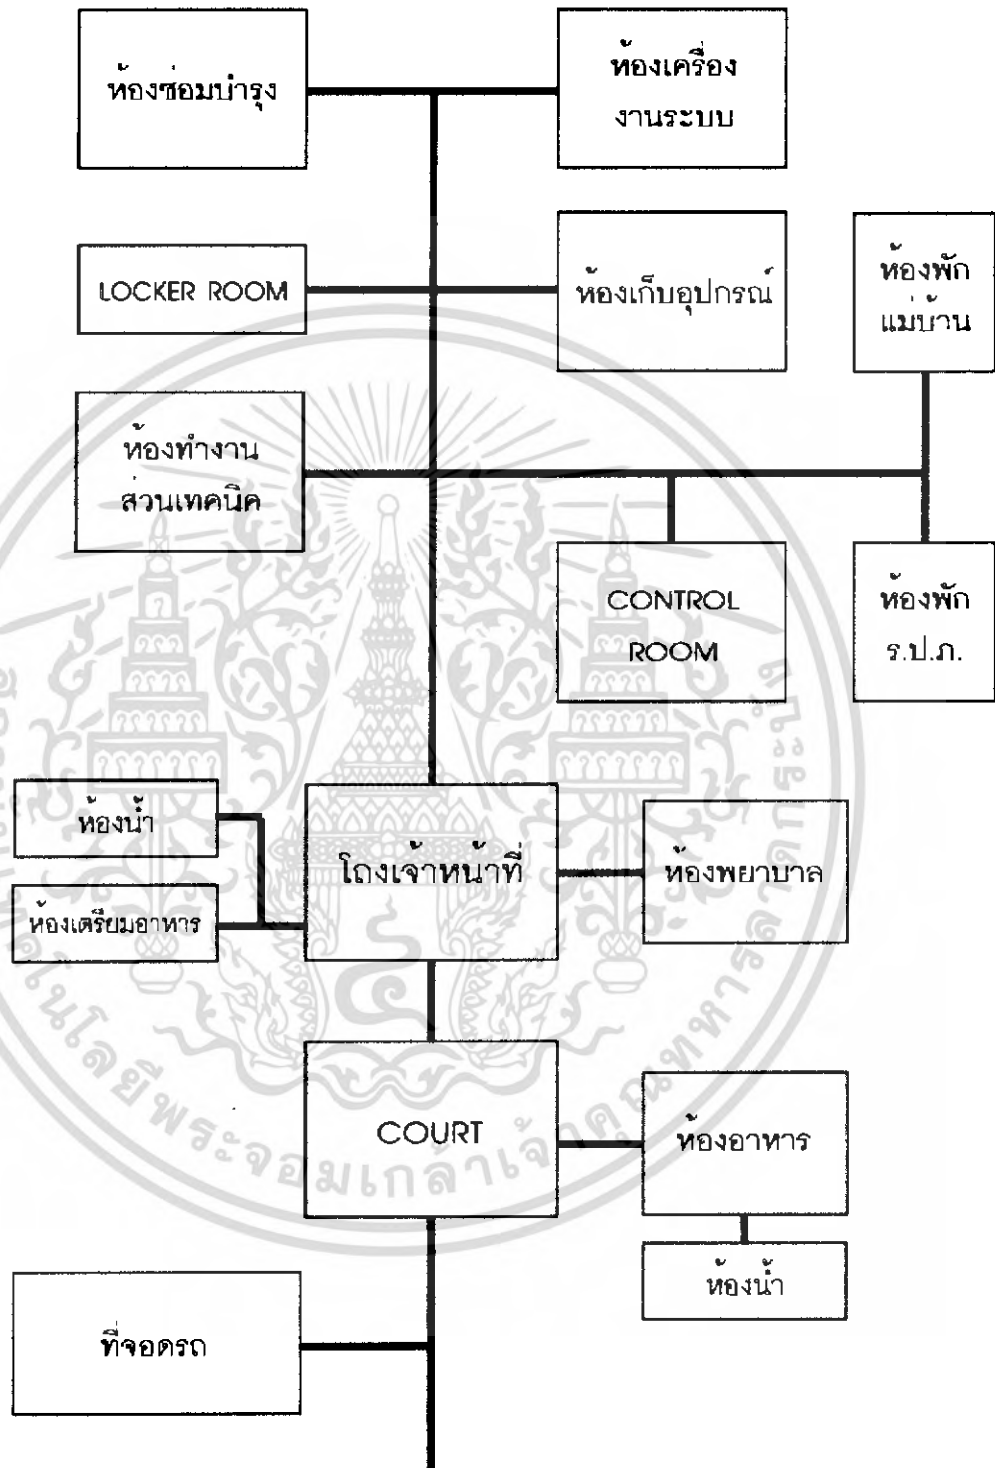 ห้องซ่อมบำรุง
ห้องเครื่อง
งานระบบ
LOCKER ROOM
ห้องเก็บอุปกรณ์
ห้องพัก
แม่บ้าน
ห้องทำงาน
ส่วนเทคนิค
CONTROL
ROOM
ห้องพัก
ร.ป.ภ.
ห้องน้ำ
โถงเจ้าหน้าที่
ห้องพยาบาล
ห้องเตรียมอาหาร
COURT
ห้องอาหาร
ห้องน้ำ
ที่จอดรถ